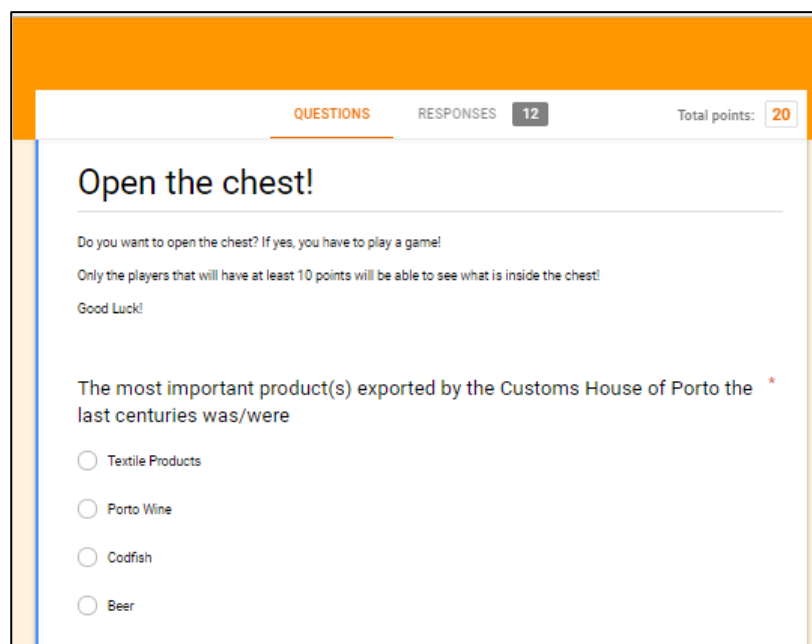 QUESTIONS RESPONSES 12 Total points: 20
Open the chest!
Do you want to open the chest? If yes, you have to play a game!
Only the players that will have at least 10 points will be able to see what is inside the chest!
Good Luck!
The most important product(s) exported by the Customs House of Porto the *
last centuries was/were
Textile Products
Porto Wine
Codfish
Beer